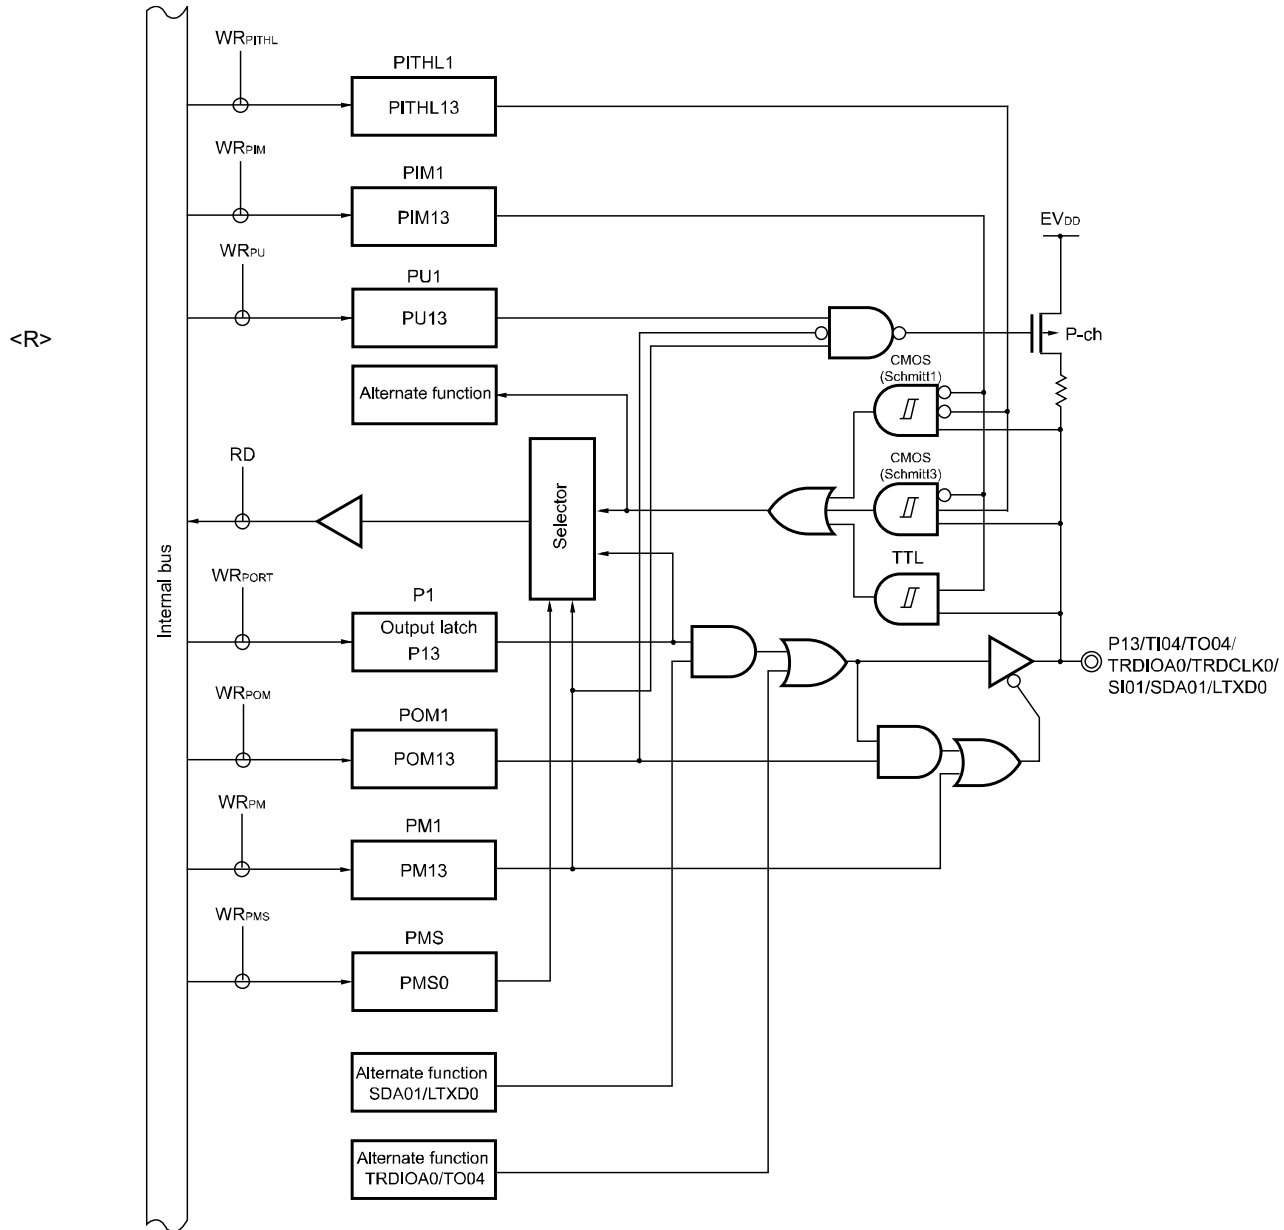 WRPITHL
PITHL1
PITHL13
WRPIM
PIM1
PIM13
EVDD
WRPU
PU1
PU13
<R>
P-ch
CMOS
(Schmitt1)
Alternate function
RD
Selector
CMOS
(Schmitt3)
Internal bus
TTL
WRPORT
P1
Output latch
P13
P13/TI04/TO04/
TRDIOA0/TRDCLK0/
SI01/SDA01/LTXD0
WRPOM
POM1
POM13
WRPM
PM1
PM13
WRPMS
PMS
PMS0
Alternate function
SDA01/LTXD0
Alternate function
TRDIOA0/TO04